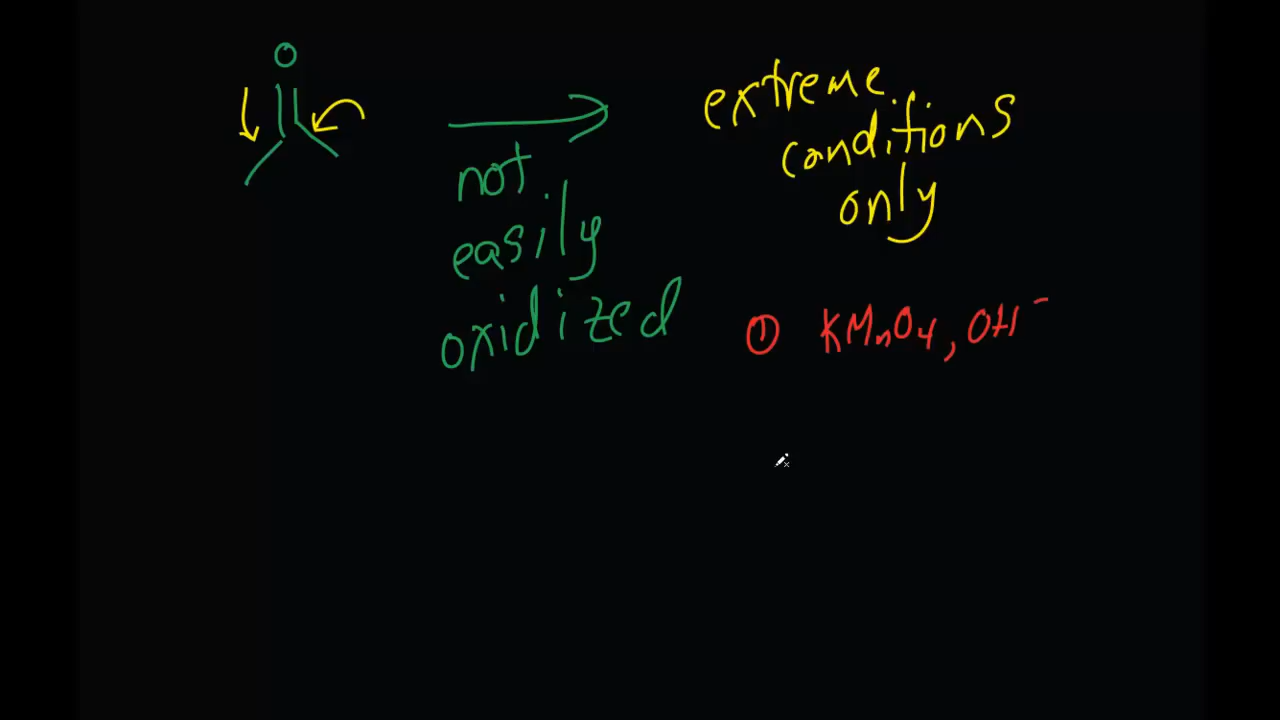 O
not
easily
oxidized
extreme
conditions
only
① KMnO4, OH⁻